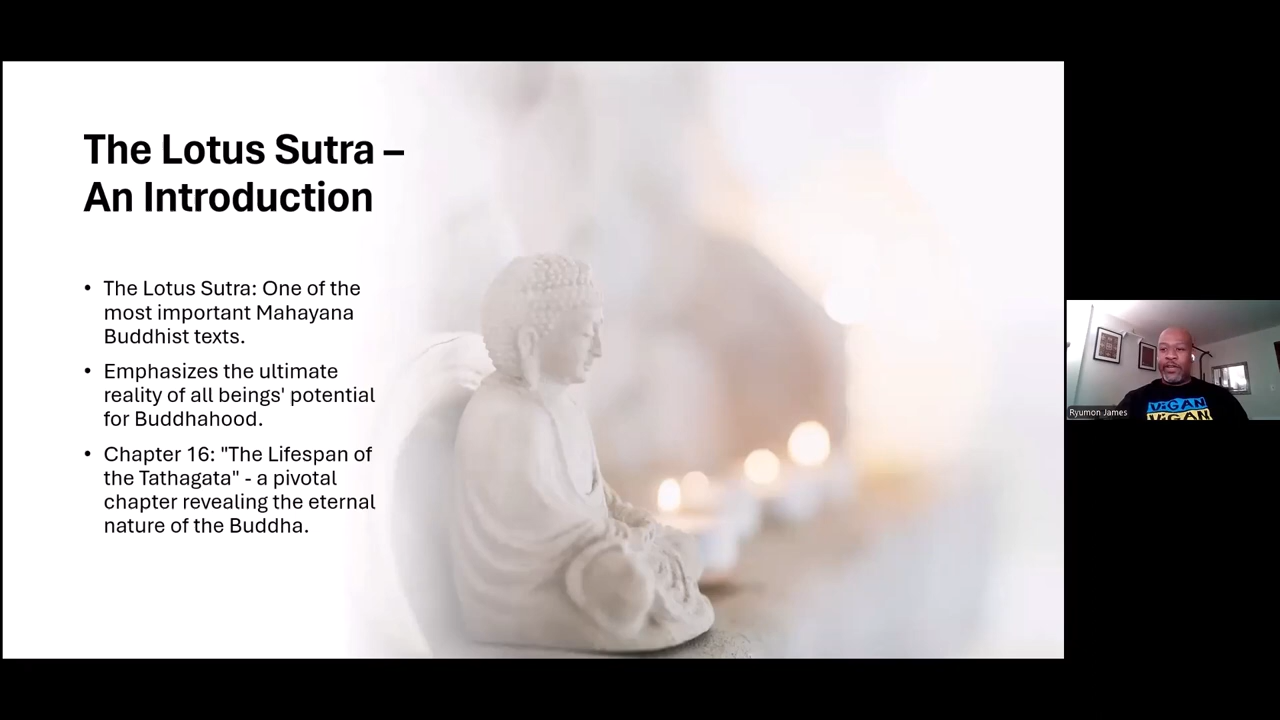 The Lotus Sutra –
An Introduction
• The Lotus Sutra: One of the
most important Mahayana
Buddhist texts.
• Emphasizes the ultimate
reality of all beings' potential
for Buddhahood.
• Chapter 16: "The Lifespan of
the Tathagata" - a pivotal
chapter revealing the eternal
nature of the Buddha.
Ryumon James
VIGAN
VIGAN